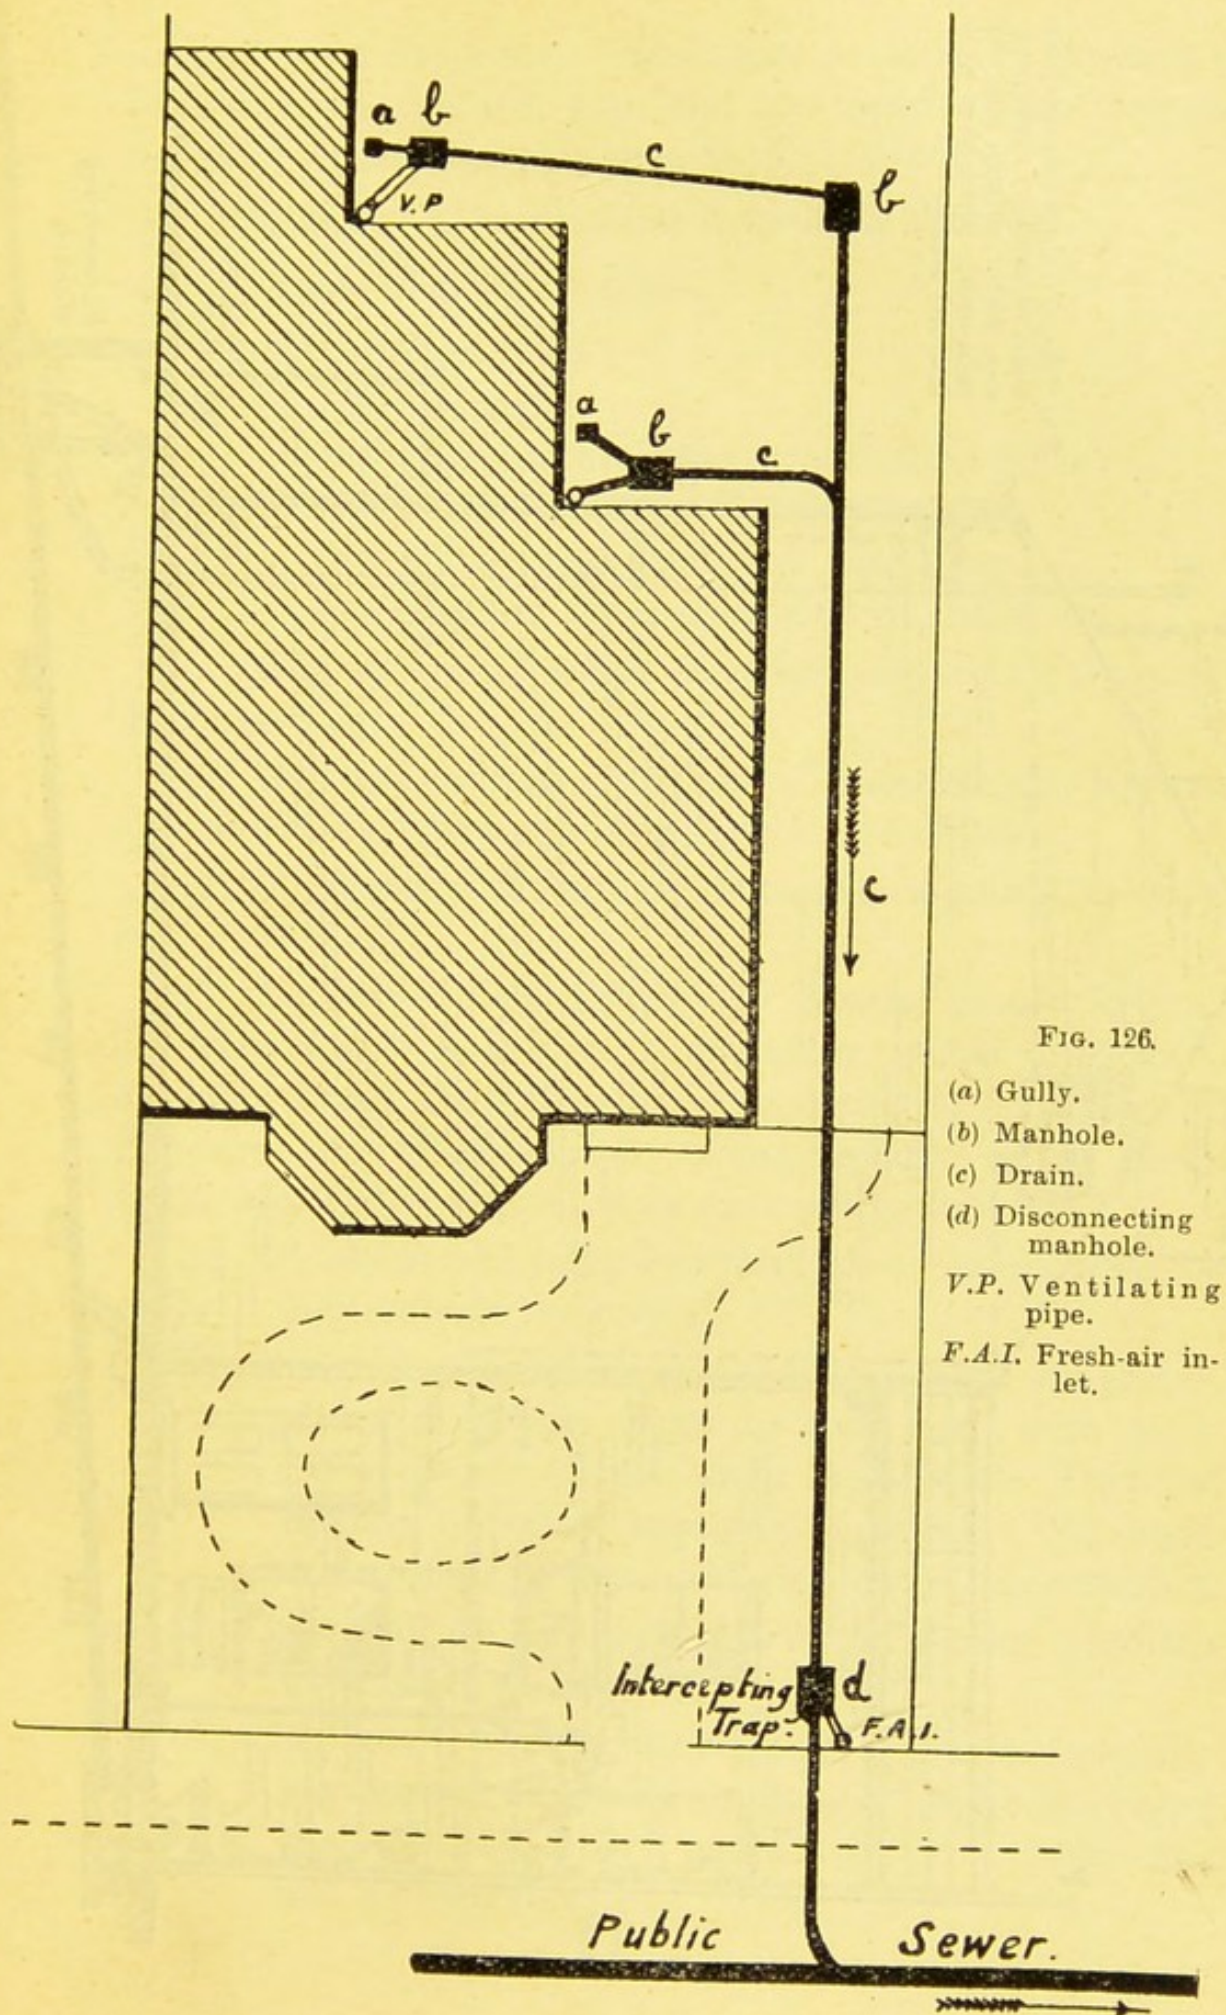 a b
c
b
V.P
a
b
c
c
FIG. 126.
(a) Gully.
(b) Manhole.
(c) Drain.
(d) Disconnecting
manhole.
V.P. Ventilating
pipe.
F.A.I. Fresh-air in-
let.
Intercepting
Trap.
d
F.A.I.
Public Sewer.